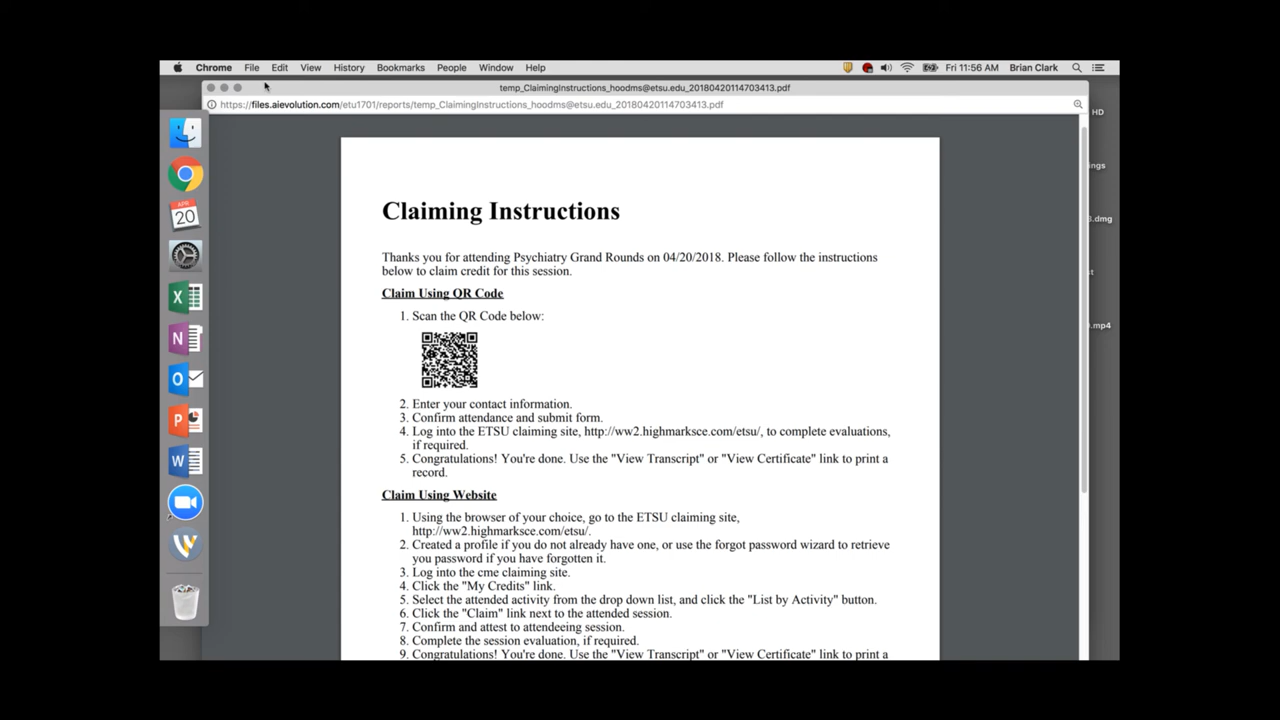 Chrome File Edit View History Bookmarks People Window Help Fri 11:56 AM Brian Clark
temp_ClaimingInstructions_hoodms@etsu.edu_20180420114703413.pdf
https://files.aievolution.com/etu1701/reports/temp_ClaimingInstructions_hoodms@etsu.edu_20180420114703413.pdf
HD
ings
3.dmg
st
.mp4
APR
20
X
N
O
P
W
Claiming Instructions
Thanks you for attending Psychiatry Grand Rounds on 04/20/2018. Please follow the instructions
below to claim credit for this session.
Claim Using QR Code
1. Scan the QR Code below:
2. Enter your contact information.
3. Confirm attendance and submit form.
4. Log into the ETSU claiming site, http://ww2.highmarksce.com/etsu/, to complete evaluations,
if required.
5. Congratulations! You're done. Use the "View Transcript" or "View Certificate" link to print a
record.
Claim Using Website
1. Using the browser of your choice, go to the ETSU claiming site,
http://ww2.highmarksce.com/etsu/.
2. Created a profile if you do not already have one, or use the forgot password wizard to retrieve
you password if you have forgotten it.
3. Log into the cme claiming site.
4. Click the "My Credits" link.
5. Select the attended activity from the drop down list, and click the "List by Activity" button.
6. Click the "Claim" link next to the attended session.
7. Confirm and attest to attendeeing session.
8. Complete the session evaluation, if required.
9. Congratulations! You're done. Use the "View Transcript" or "View Certificate" link to print a